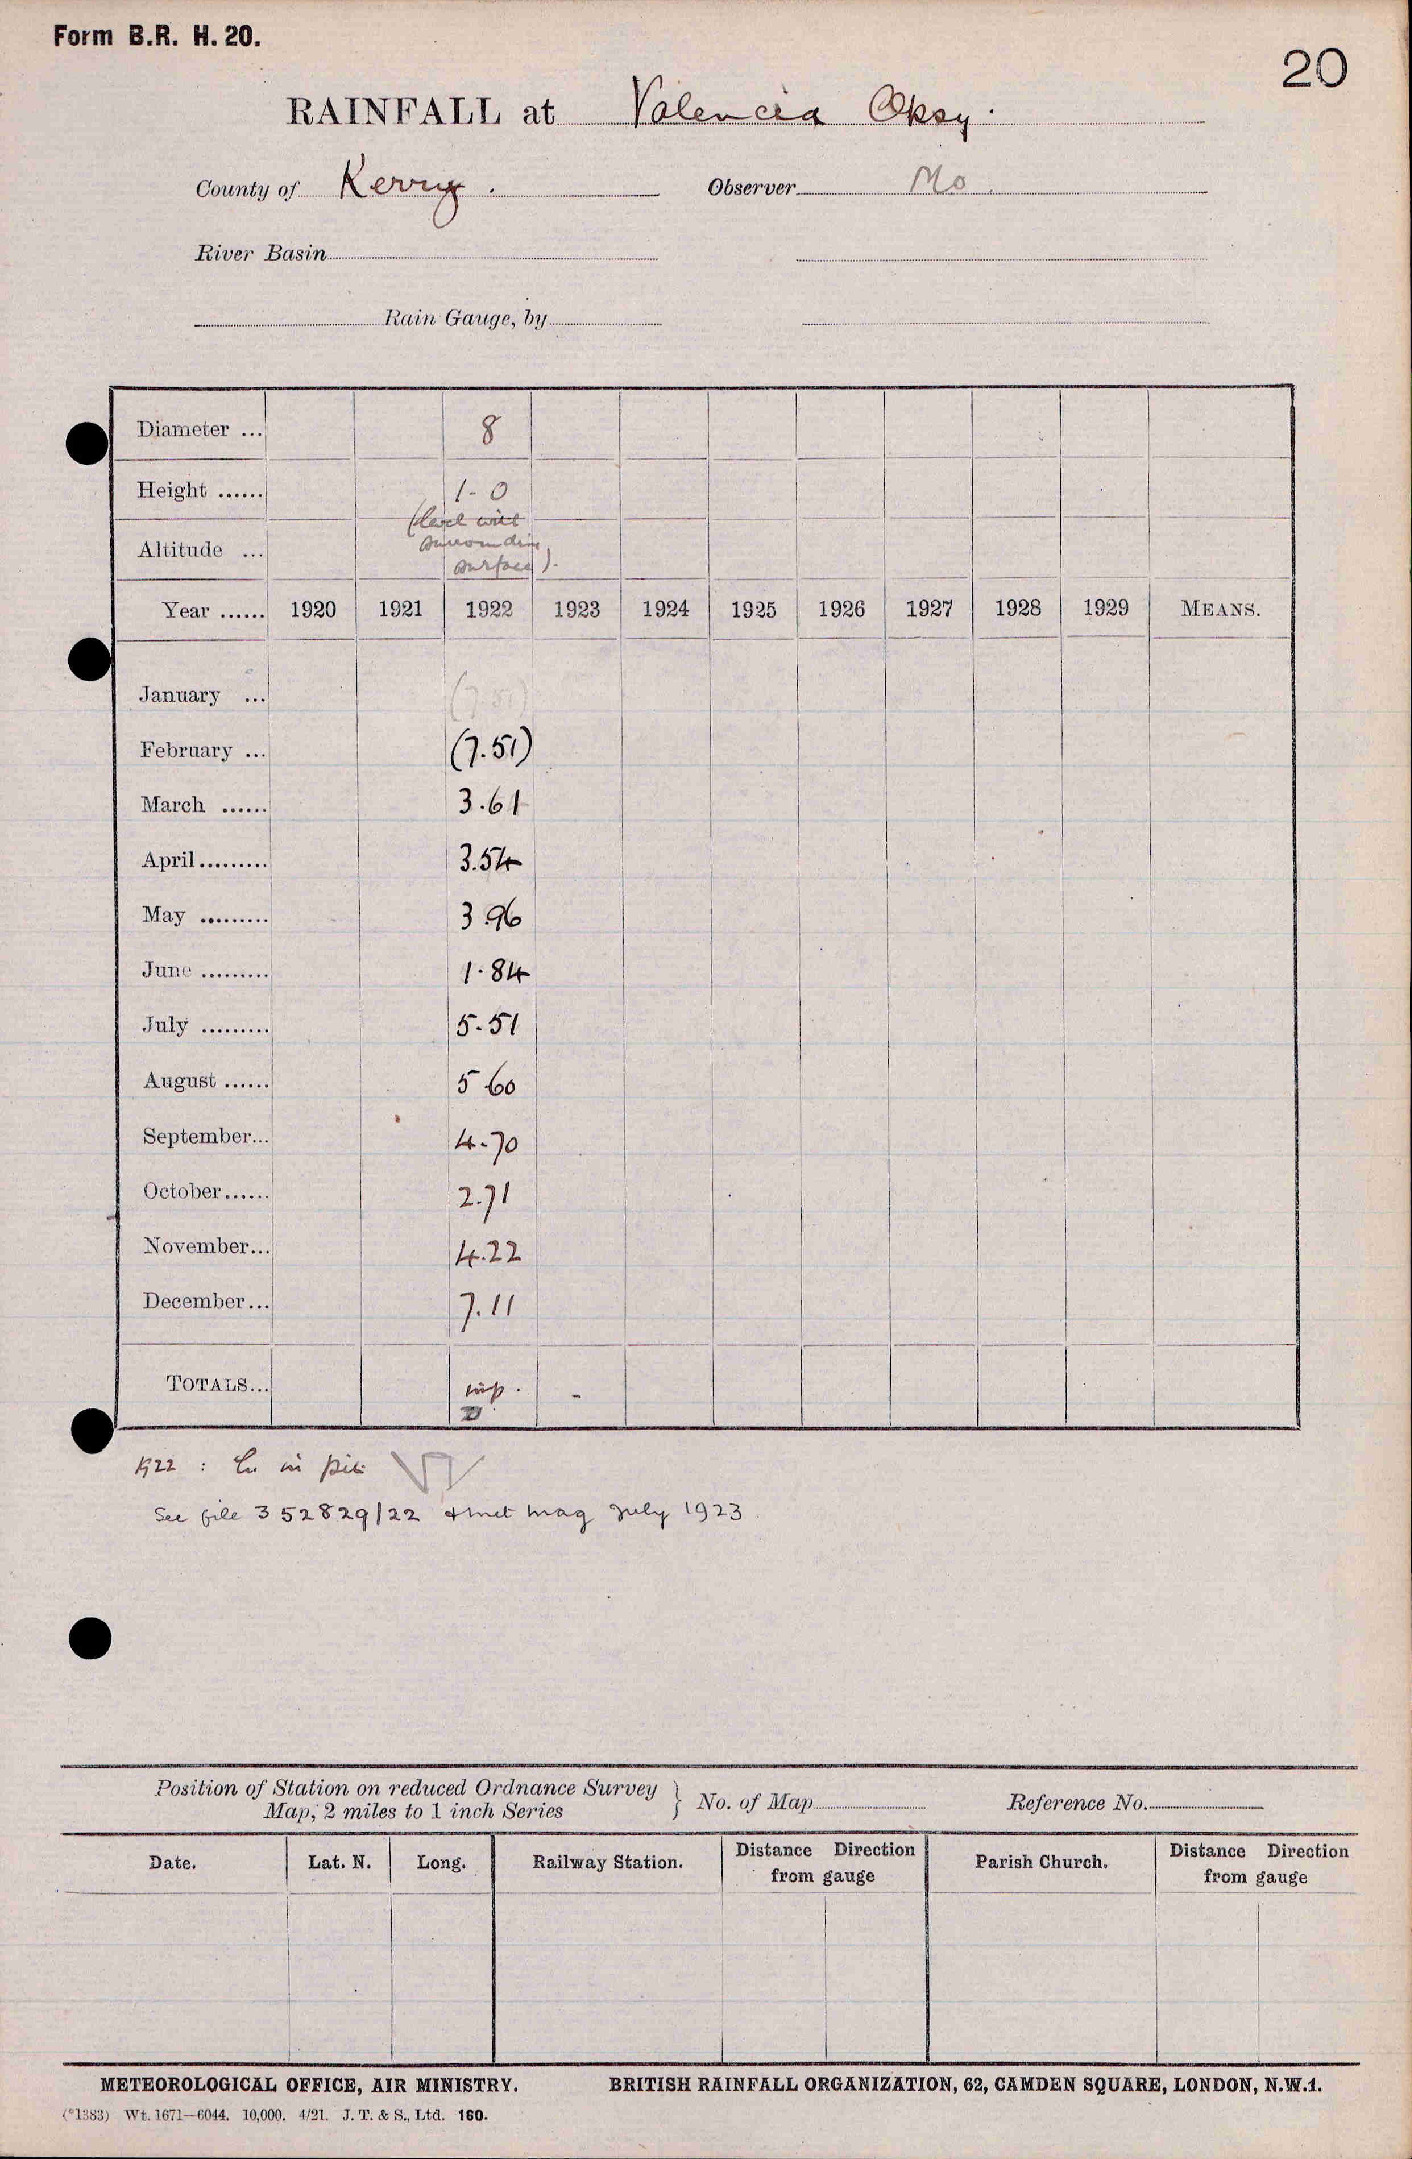 Form B.R. H. 20.
20
RAINFALL at Valencia Obsy.
County of Kerry. Observer MO.
River Basin
Rain Gauge, by
Diameter ... 8
Height ...... 1-0
(level with
Altitude ... surrounding
surface).
Year ...... 1920 1921 1922 1923 1924 1925 1926 1927 1928 1929 MEANS.
January ... (7.51)
February ... (7.51)
March ...... 3.61
April ......... 3.54
May ......... 3.96
June ......... 1.84
July ......... 5.51
August ...... 5.60
September... 4.70
October...... 2.71
November... 4.22
December... 7.11
TOTALS... imp.
1922 : in pit
See file 352829/22 & Met Mag July 1923
Position of Station on reduced Ordnance Survey
Map, 2 miles to 1 inch Series } No. of Map Reference No.
Date. Lat. N. Long. Railway Station. Distance Direction from gauge Parish Church. Distance Direction from gauge
METEOROLOGICAL OFFICE, AIR MINISTRY. BRITISH RAINFALL ORGANIZATION, 62, CAMDEN SQUARE, LONDON, N.W.1.
(*1383) Wt. 1671—6044. 10,000. 4/21. J. T. & S., Ltd. 160.